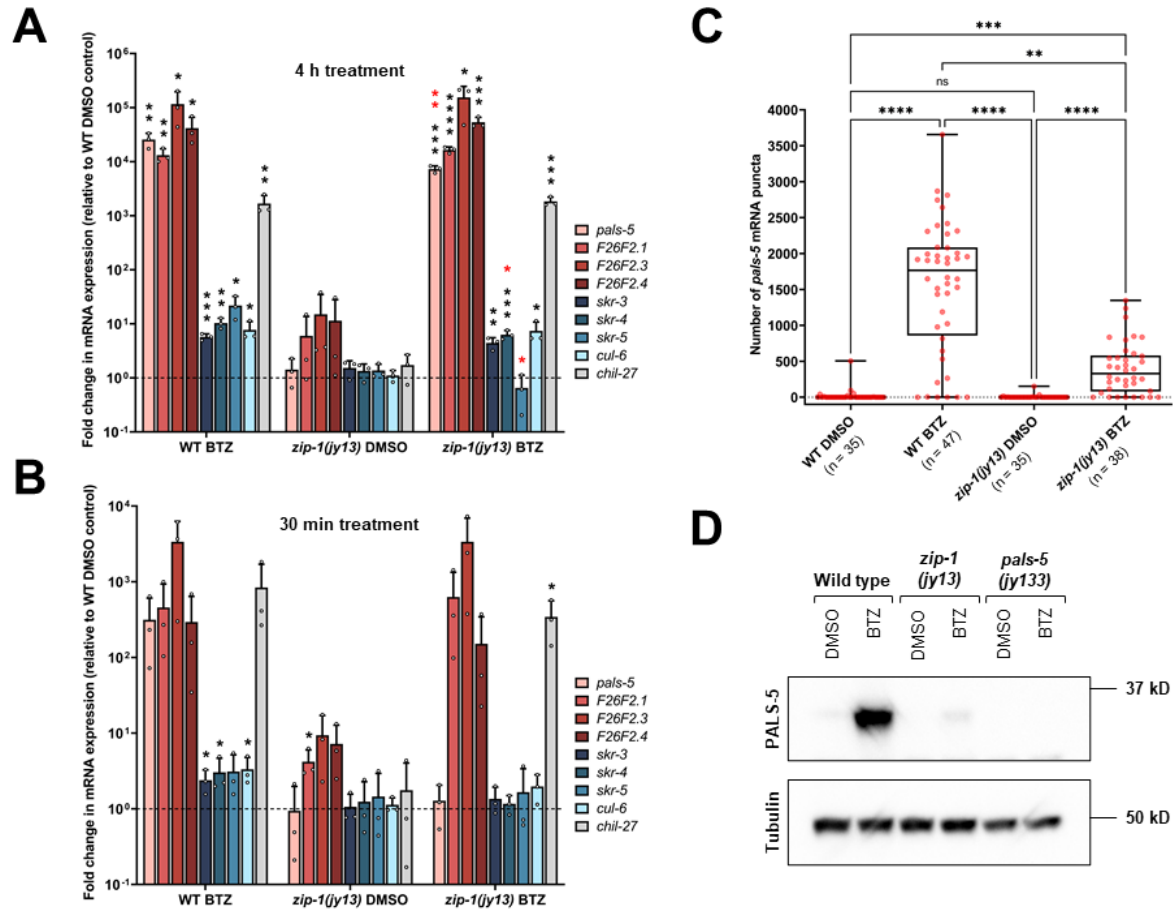 A
Fold change in mRNA expression (relative to WT DMSO control)
10^6
10^5
10^4
10^3
10^2
10^1
10^0
10^-1
4 h treatment
** ** * * *** ** * * **
** *** **** * *** ** * *** * * ***
pals-5
F26F2.1
F26F2.3
F26F2.4
skr-3
skr-4
skr-5
cul-6
chil-27
WT BTZ
zip-1(jy13) DMSO
zip-1(jy13) BTZ
B
Fold change in mRNA expression (relative to WT DMSO control)
10^4
10^3
10^2
10^1
10^0
10^-1
30 min treatment
* * *
*
*
pals-5
F26F2.1
F26F2.3
F26F2.4
skr-3
skr-4
skr-5
cul-6
chil-27
WT BTZ
zip-1(jy13) DMSO
zip-1(jy13) BTZ
C
***
**
ns
**** **** ****
Number of pals-5 mRNA puncta
4000
3500
3000
2500
2000
1500
1000
500
0
WT DMSO
(n = 35)
WT BTZ
(n = 47)
zip-1(jy13) DMSO
(n = 35)
zip-1(jy13) BTZ
(n = 38)
D
Wild type
zip-1
(jy13)
pals-5
(jy133)
DMSO
BTZ
DMSO
BTZ
DMSO
BTZ
PALS-5
37 kD
Tubulin
50 kD